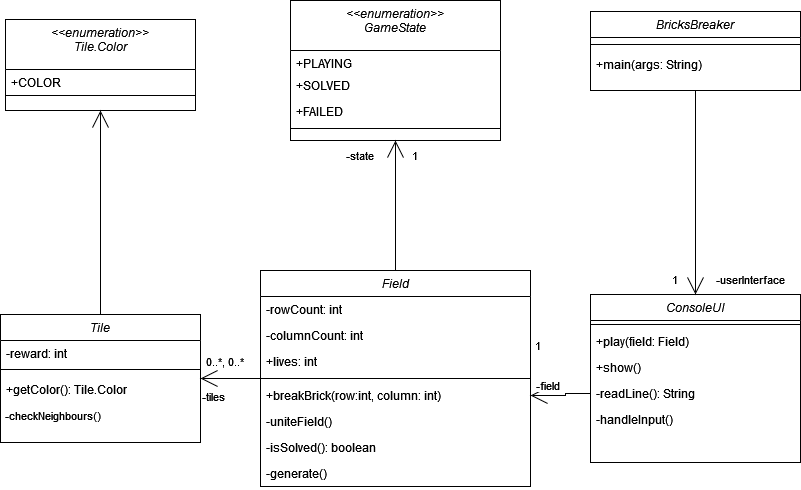 <<enumeration>>
Tile.Color
+COLOR
<<enumeration>>
GameState
+PLAYING
+SOLVED
+FAILED
BricksBreaker
+main(args: String)
-state
1
1
-userInterface
Tile
-reward: int
+getColor(): Tile.Color
-checkNeighbours()
0..*, 0..*
-tiles
Field
-rowCount: int
-columnCount: int
+lives: int
+breakBrick(row:int, column: int)
-uniteField()
-isSolved(): boolean
-generate()
1
-field
ConsoleUI
+play(field: Field)
+show()
-readLine(): String
-handleInput()